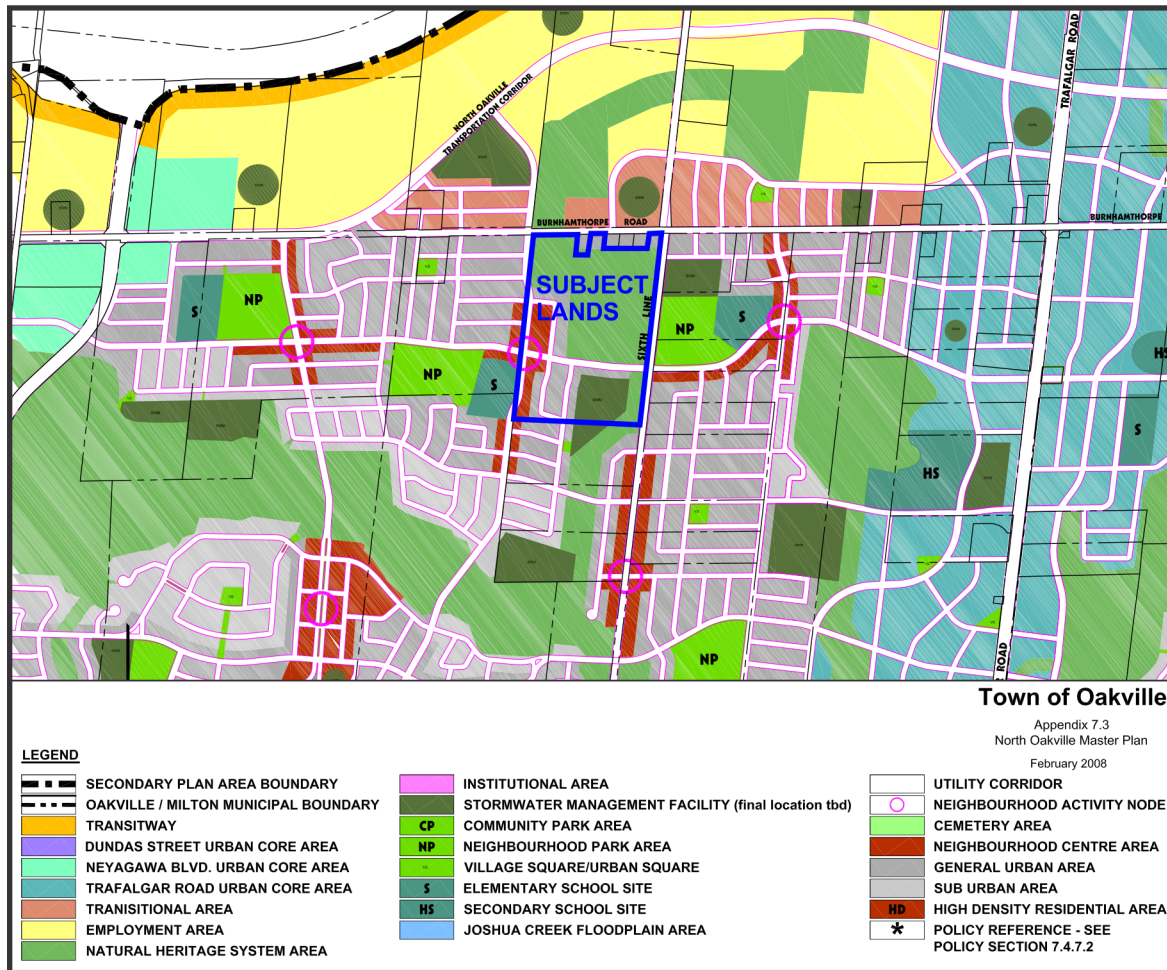 TRAFALGAR ROAD
NORTH OAKVILLE
TRANSPORTATION CORRIDOR
BURNHAMTHORPE ROAD
BURNHAMTHORPE
SUBJECT
LANDS
SIXTH LINE
S
NP
NP
S
NP
S
HS
S
HS
NP
ROAD
Town of Oakville
Appendix 7.3
North Oakville Master Plan
February 2008
LEGEND
SECONDARY PLAN AREA BOUNDARY
OAKVILLE / MILTON MUNICIPAL BOUNDARY
TRANSITWAY
DUNDAS STREET URBAN CORE AREA
NEYAGAWA BLVD. URBAN CORE AREA
TRAFALGAR ROAD URBAN CORE AREA
TRANISITIONAL AREA
EMPLOYMENT AREA
NATURAL HERITAGE SYSTEM AREA
INSTITUTIONAL AREA
STORMWATER MANAGEMENT FACILITY (final location tbd)
CP COMMUNITY PARK AREA
NP NEIGHBOURHOOD PARK AREA
VILLAGE SQUARE/URBAN SQUARE
S ELEMENTARY SCHOOL SITE
HS SECONDARY SCHOOL SITE
JOSHUA CREEK FLOODPLAIN AREA
UTILITY CORRIDOR
NEIGHBOURHOOD ACTIVITY NODE
CEMETERY AREA
NEIGHBOURHOOD CENTRE AREA
GENERAL URBAN AREA
SUB URBAN AREA
HD HIGH DENSITY RESIDENTIAL AREA
* POLICY REFERENCE - SEE
POLICY SECTION 7.4.7.2